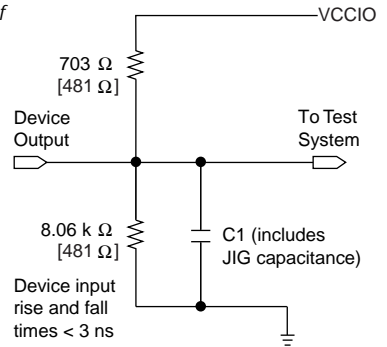 f
VCCIO
703 Ω
[481 Ω]
Device
Output
To Test
System
8.06 k Ω
[481 Ω]
C1 (includes
JIG capacitance)
Device input
rise and fall
times < 3 ns